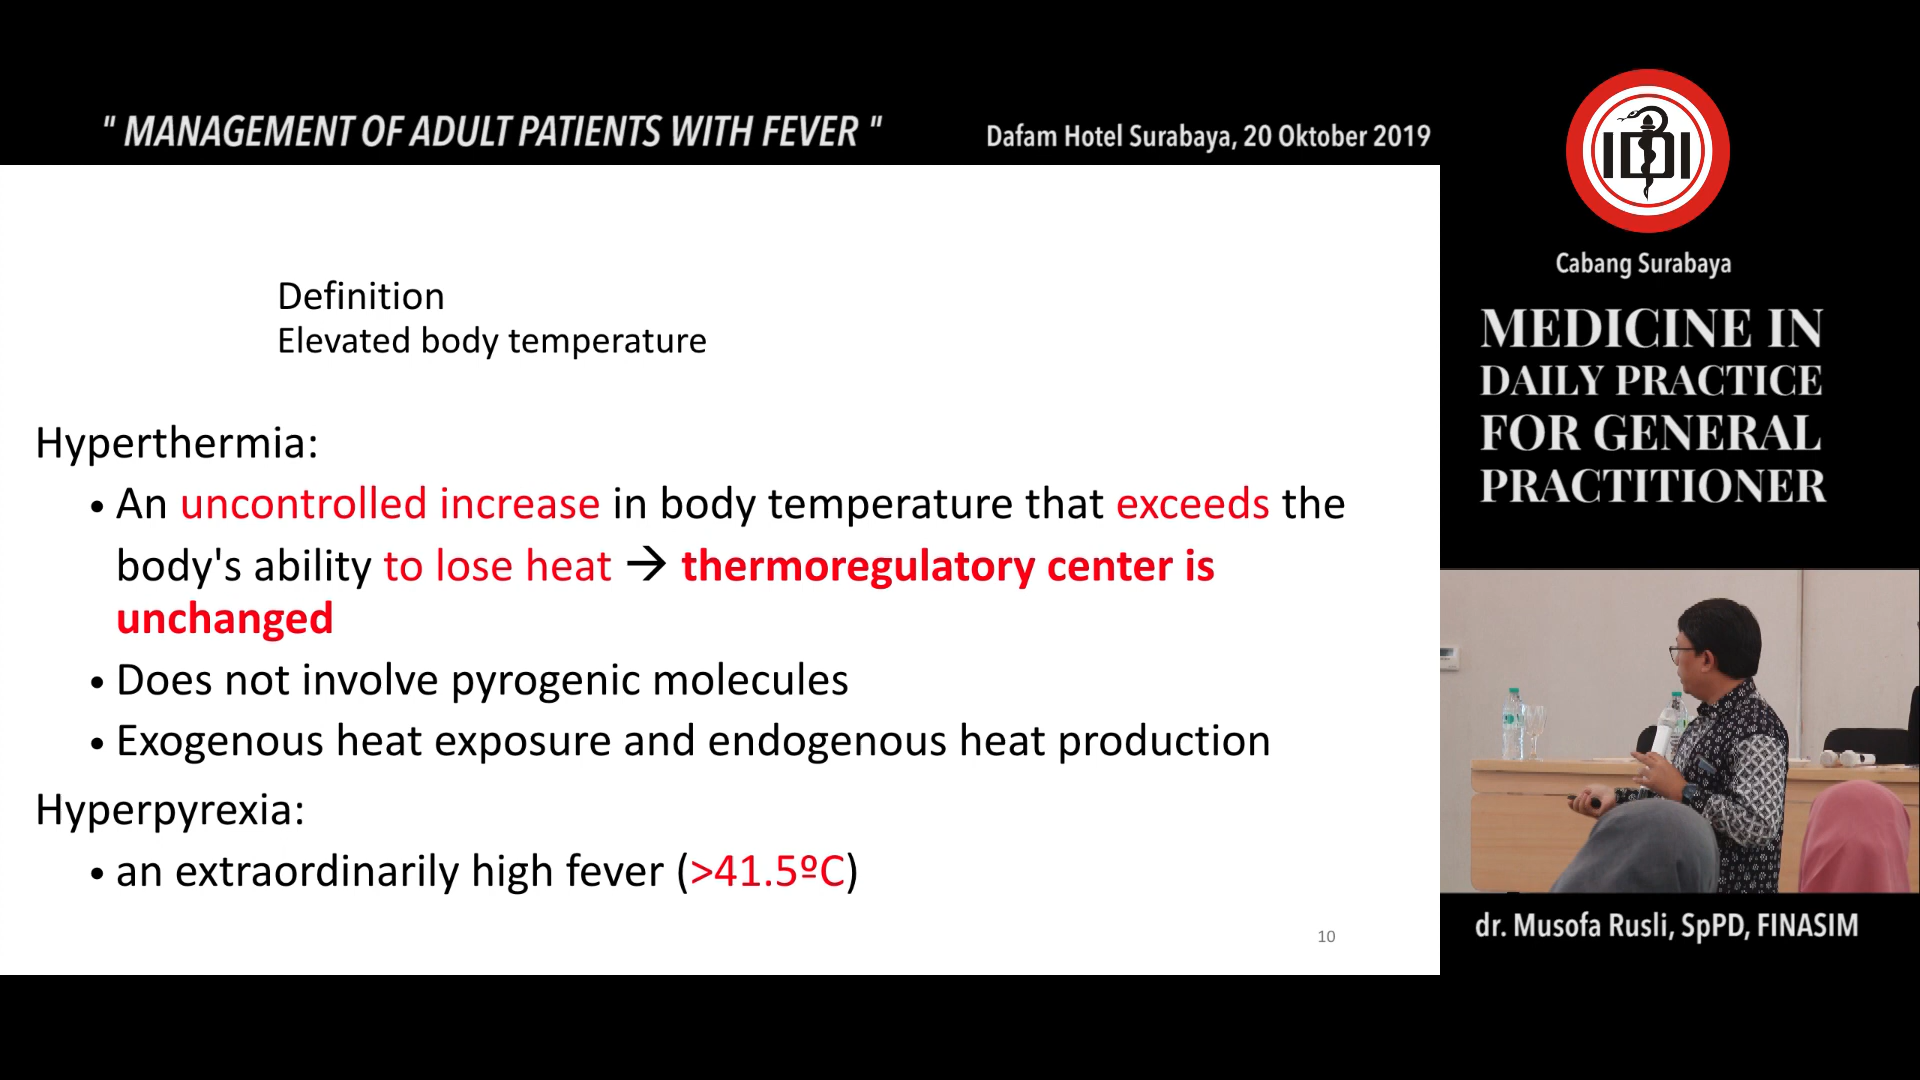 " MANAGEMENT OF ADULT PATIENTS WITH FEVER "
Dafam Hotel Surabaya, 20 Oktober 2019
IDI
Cabang Surabaya
MEDICINE IN
DAILY PRACTICE
FOR GENERAL
PRACTITIONER
Definition
Elevated body temperature
Hyperthermia:
• An uncontrolled increase in body temperature that exceeds the
body's ability to lose heat → thermoregulatory center is
unchanged
• Does not involve pyrogenic molecules
• Exogenous heat exposure and endogenous heat production
Hyperpyrexia:
• an extraordinarily high fever (>41.5ºC)
10
dr. Musofa Rusli, SpPD, FINASIM